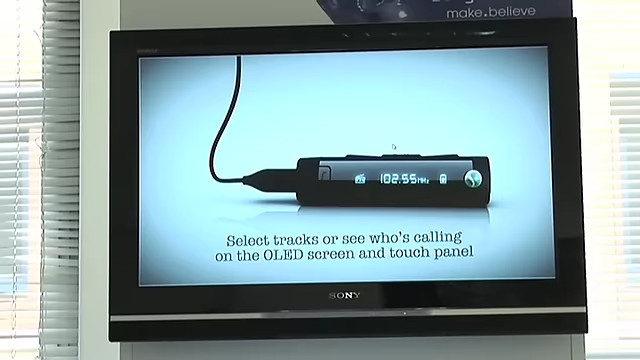 make.believe
102.55MHz
Select tracks or see who's calling
on the OLED screen and touch panel
SONY